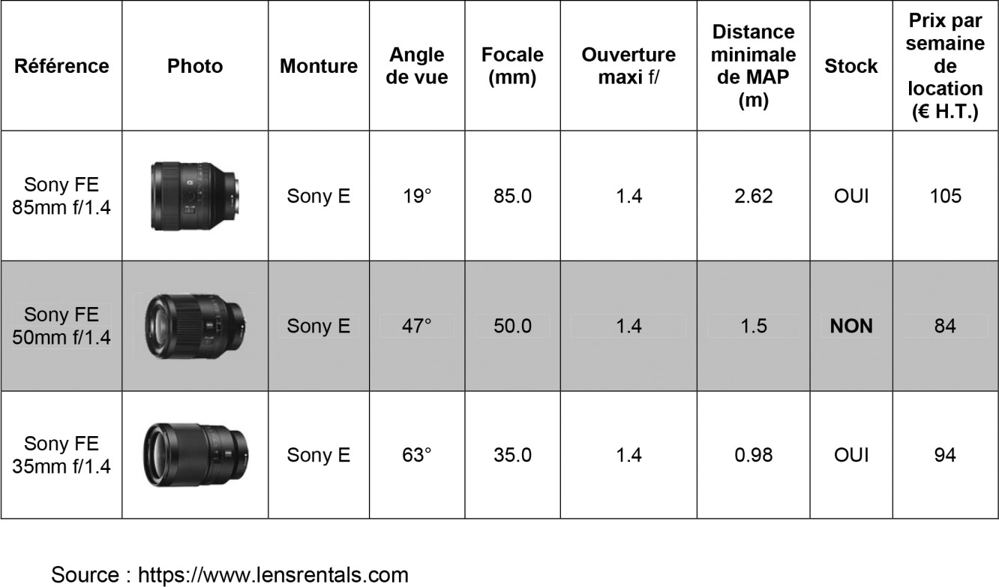 Référence
Photo
Monture
Angle
de vue
Focale
(mm)
Ouverture
maxi f/
Distance
minimale
de MAP
(m)
Stock
Prix par
semaine
de
location
(€ H.T.)
Sony FE
85mm f/1.4
Sony E
19°
85.0
1.4
2.62
OUI
105
Sony FE
50mm f/1.4
Sony E
47°
50.0
1.4
1.5
NON
84
Sony FE
35mm f/1.4
Sony E
63°
35.0
1.4
0.98
OUI
94
Source : https://www.lensrentals.com